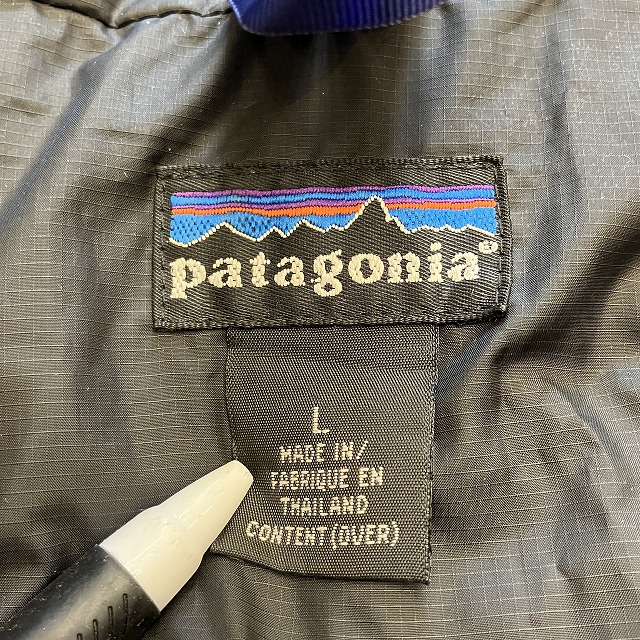 patagonia®
L
MADE IN/
FABRIQUE EN
THAILAND
CONTENT(OVER)